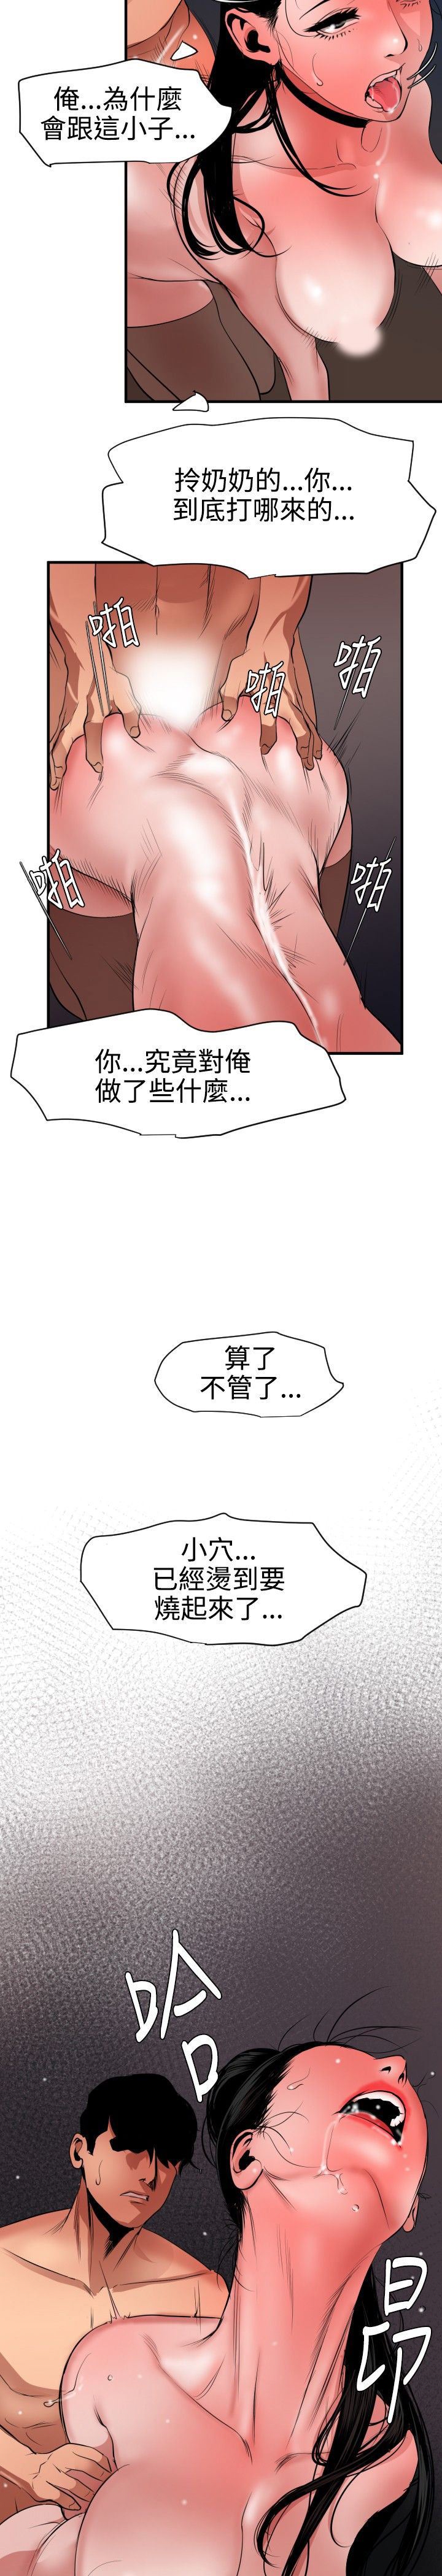 俺...為什麼
會跟這小子...
拎奶奶的...你...
到底打哪來的...
啪
啪
啪
啪
啪
你...究竟對俺
做了些什麼...
算了
不管了...
小穴...
已經燙到要
燒起來了...
哈
昂